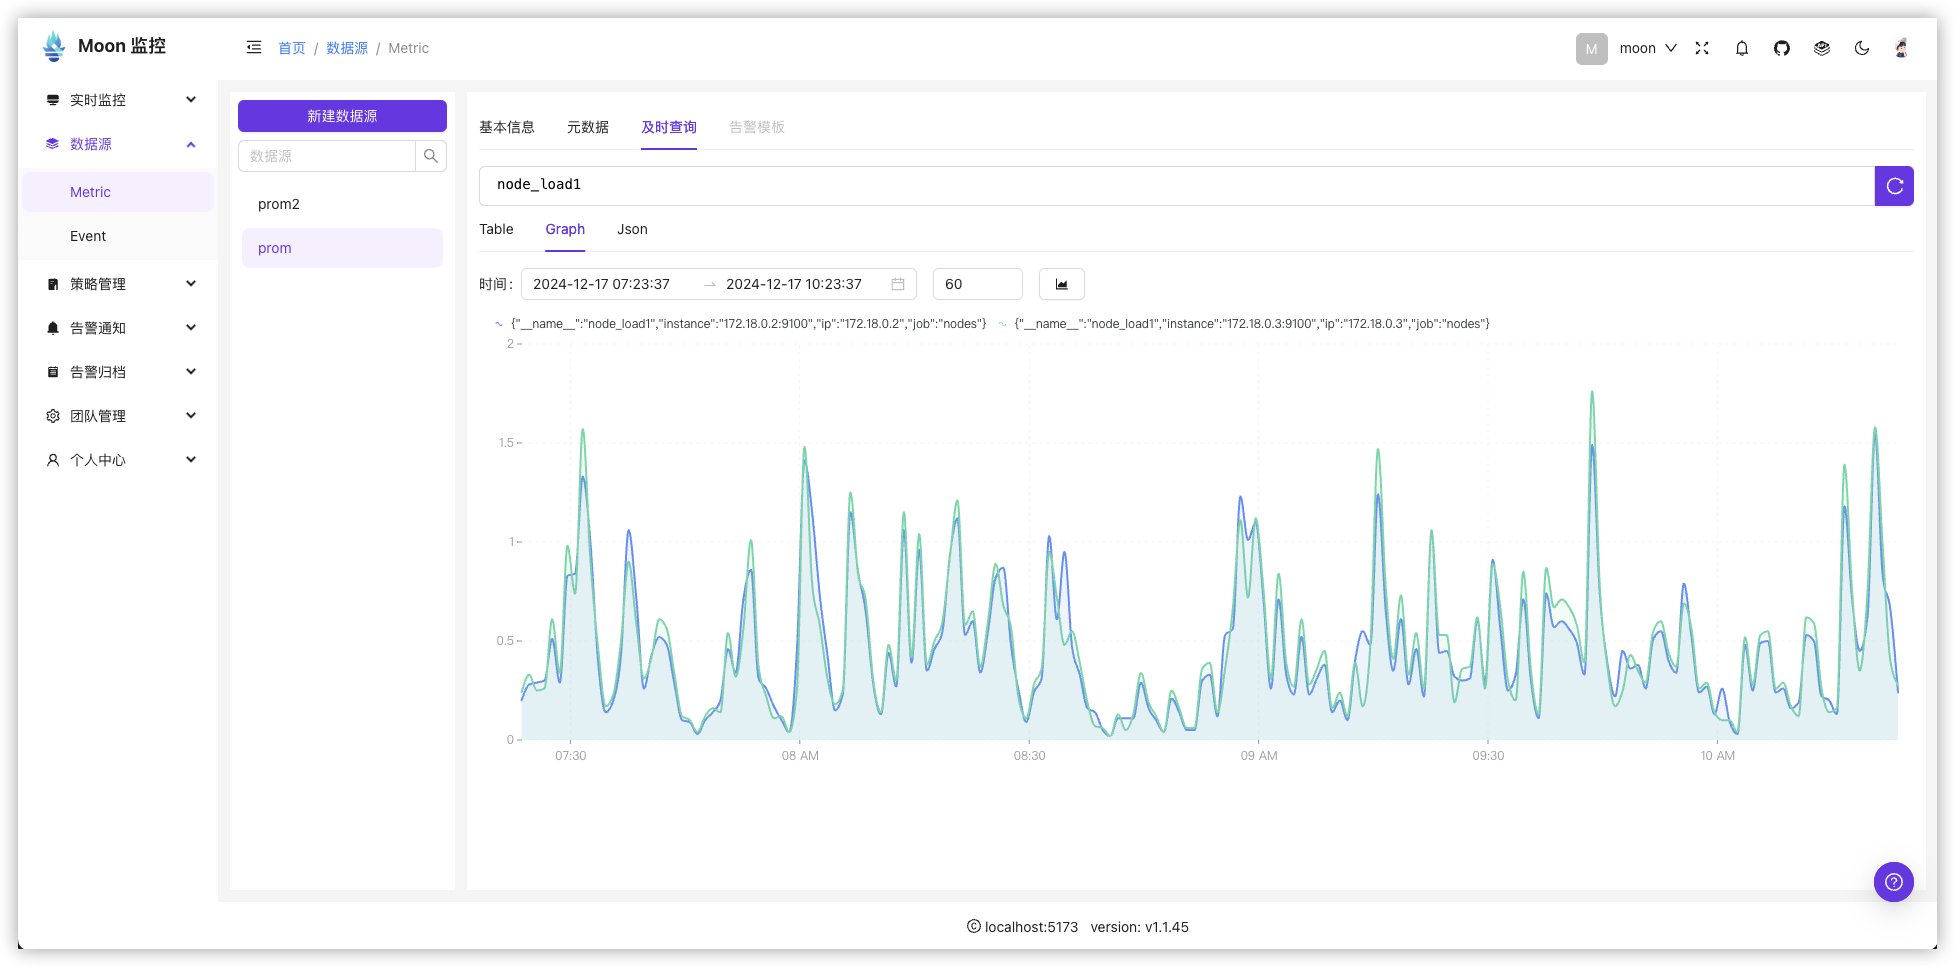 Moon 监控
首页 / 数据源 / Metric
M moon
实时监控
数据源
Metric
Event
策略管理
告警通知
告警归档
团队管理
个人中心
新建数据源
数据源
prom2
prom
基本信息 元数据 及时查询 告警模板
node_load1
Table Graph Json
时间: 2024-12-17 07:23:37 → 2024-12-17 10:23:37 60
{"__name__":"node_load1","instance":"172.18.0.2:9100","ip":"172.18.0.2","job":"nodes"} {"__name__":"node_load1","instance":"172.18.0.3:9100","ip":"172.18.0.3","job":"nodes"}
2
1.5
1
0.5
0
07:30 08 AM 08:30 09 AM 09:30 10 AM
© localhost:5173 version: v1.1.45